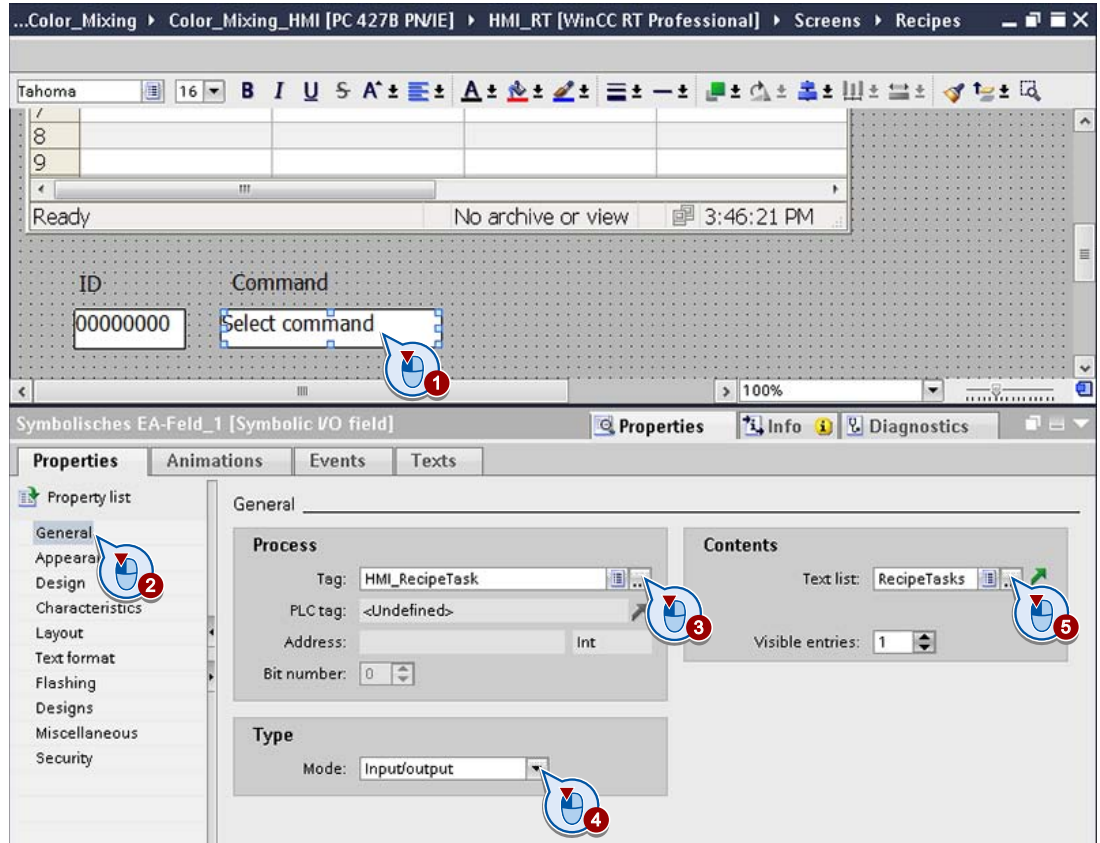 ...Color_Mixing ▸ Color_Mixing_HMI [PC 427B PN/IE] ▸ HMI_RT [WinCC RT Professional] ▸ Screens ▸ Recipes
Tahoma 16 B I U S A A
7
8
9
Ready No archive or view 3:46:21 PM
ID Command
00000000 Select command
1
100%
Symbolisches EA-Feld_1 [Symbolic I/O field] Properties Info Diagnostics
Properties Animations Events Texts
Property list
General
Appeara
Design
Characteristics
Layout
Text format
Flashing
Designs
Miscellaneous
Security
2
General
Process
Tag: HMI_RecipeTask ...
3
PLC tag: <Undefined>
Address: Int
Bit number: 0
Type
Mode: Input/output
4
Contents
Text list: RecipeTasks ...
5
Visible entries: 1